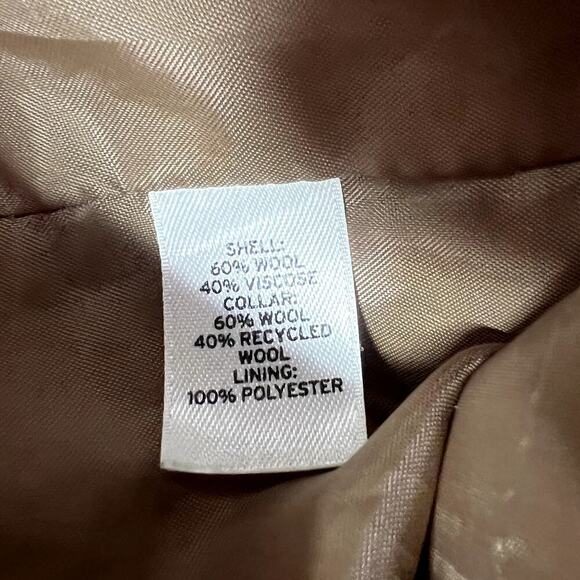 SHELL:
60% WOOL
40% VISCOSE
COLLAR:
60% WOOL
40% RECYCLED
WOOL
LINING:
100% POLYESTER